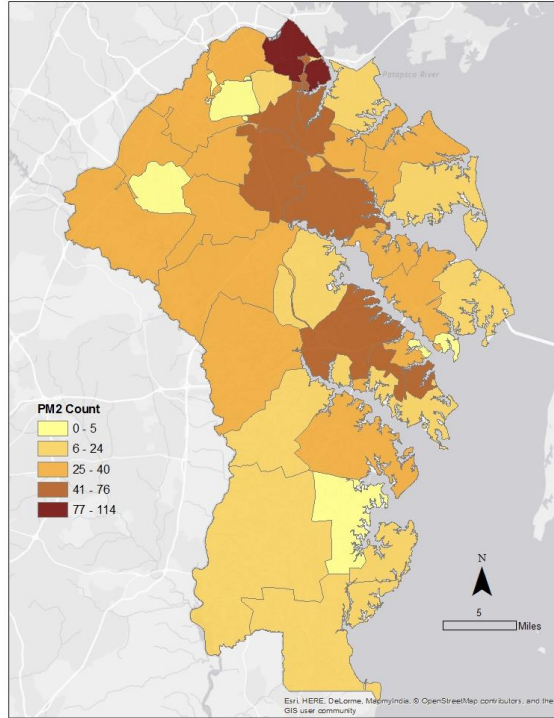 Patapsco River
PM2 Count
0 - 5
6 - 24
25 - 40
41 - 76
77 - 114
N
5
Miles
Esri, HERE, DeLorme, MapmyIndia, © OpenStreetMap contributors, and the
GIS user community